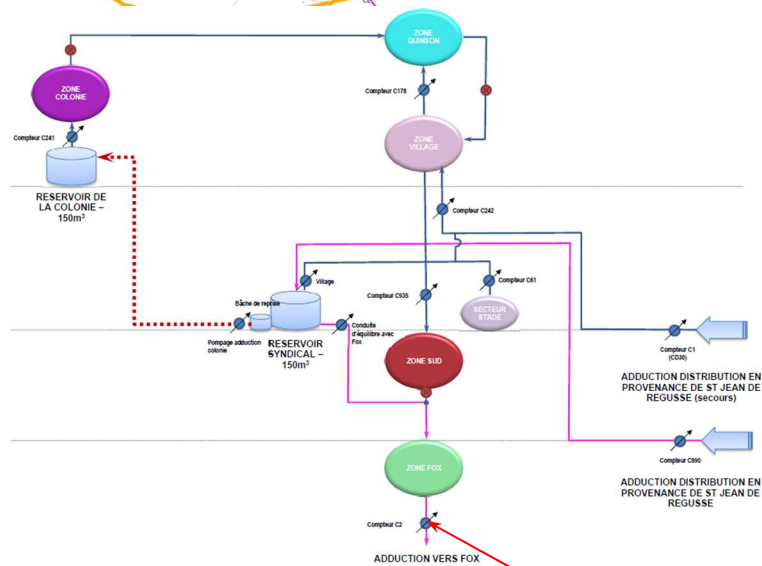 ZONE
QUINSON
ZONE
COLONIE
Compteur C178
Compteur C241
ZONE
VILLAGE
RESERVOIR DE
LA COLONIE –
150m³
Compteur C242
Village
Compteur C61
Bâche de reprise
Compteur C935
SECTEUR
STADE
Pompage adduction
colonie
RESERVOIR
SYNDICAL –
150m³
Conduite
d'équilibre avec
Fox
Compteur C1
(CD30)
ZONE SUD
ADDUCTION DISTRIBUTION EN
PROVENANCE DE ST JEAN DE
REGUSSE (secours)
Compteur C890
ZONE FOX
ADDUCTION DISTRIBUTION EN
PROVENANCE DE ST JEAN DE
REGUSSE
Compteur C2
ADDUCTION VERS FOX